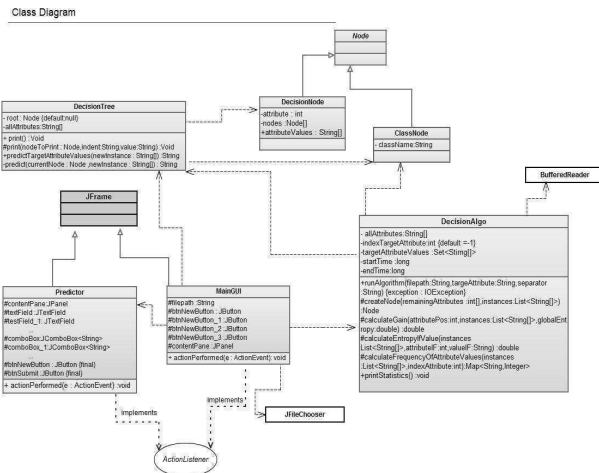 Class Diagram
Node
DecisionTree
- root : Node {default:null}
-allAttributes:String[]
+ print() : Void
#print(nodeToPrint : Node,indent:String,value:String) :Void
+predictTargetAttributeValues(newInstance : String[]) :String
-predict(currentNode : Node ,newInstance : String[]) : String
DecisionNode
-attribute : int
-nodes :Node[]
+attributeValues : String[]
ClassNode
- className:String
BufferedReader
JFrame
DecisionAlgo
- allAttributes:String[]
-indexTargetAttribute:int {default =-1}
-targetAttributeValues : Set<String[]>
-startTime :long
-endTime:long
+runAlgorithm(filepath:String,targeAttribute:String,separator
:String) {exception : IOException}
#createNode(remainingAttributes :int[],instances:List<String[]>)
:Node
#calculateGain(attributePos:int,instances:List<String[]>,globalEnt
ropy:double) :double
#calculateEntropyIfValue(instances
:List<String[]>,attributeIF:int,valueIF:String) :double
#calculateFrequencyOfAttributeValues(instances
:List<String[]>,indexAttribute:int):Map<String,Integer>
+printStatistics() :void
Predictor
#contentPane:JPanel
#textField :JTextField
#testField_1: JTextField
...
#comboBox:JComboBox<String>
#comboBox_1:JComboBox<String>
...
#btnNewButton : JButton {final}
#btnSubmit :JButton {final}
+ actionPerformed(e : ActionEvent) :void
MainGUI
#filepath :String
#btnNewButton : JButton
#btnNewButton_1 :JButton
#btnNewButton_2 :JButton
#btnNewButton_3 :JButton
#contentPane :JPanel
+ actionPerformed(e : ActionEvent) :void
implements
implements
JFileChooser
ActionListener